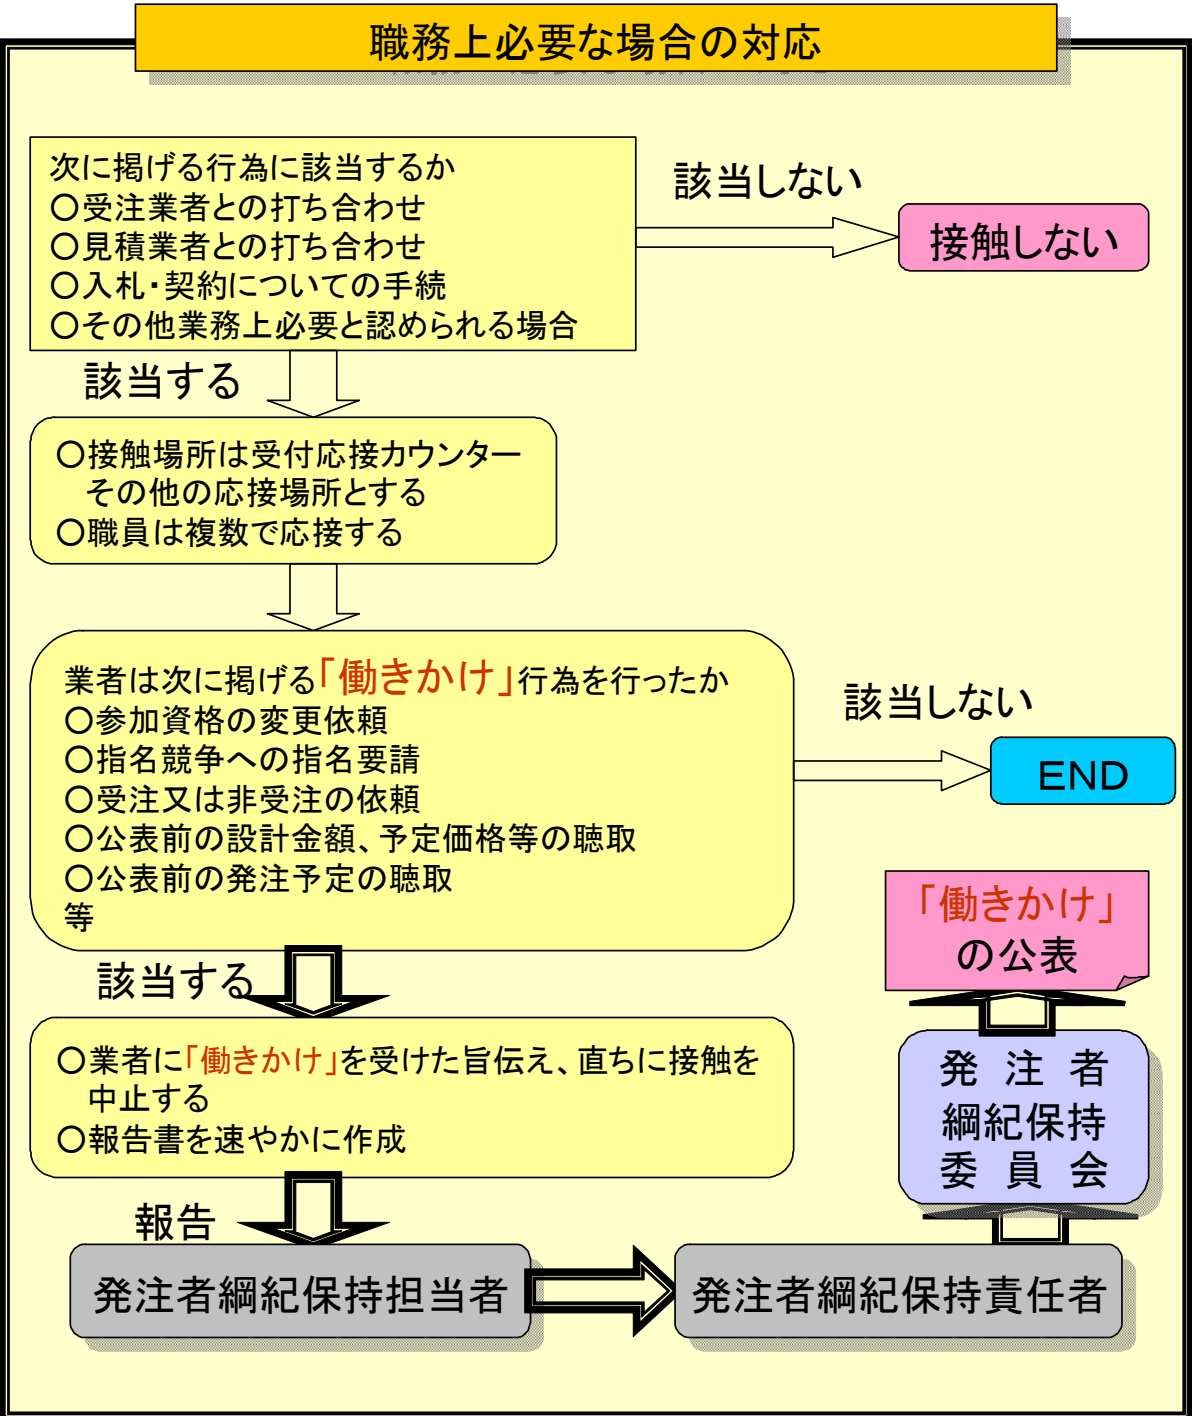 職務上必要な場合の対応
次に掲げる行為に該当するか
○受注業者との打ち合わせ
○見積業者との打ち合わせ
○入札・契約についての手続
○その他業務上必要と認められる場合
該当しない
接触しない
該当する
○接触場所は受付応接カウンター
その他の応接場所とする
○職員は複数で応接する
業者は次に掲げる「働きかけ」行為を行ったか
○参加資格の変更依頼
○指名競争への指名要請
○受注又は非受注の依頼
○公表前の設計金額、予定価格等の聴取
○公表前の発注予定の聴取
等
該当しない
END
該当する
○業者に「働きかけ」を受けた旨伝え、直ちに接触を
中止する
○報告書を速やかに作成
報告
発注者綱紀保持担当者
発注者綱紀保持責任者
発 注 者
綱紀保持
委 員 会
「働きかけ」
の公表